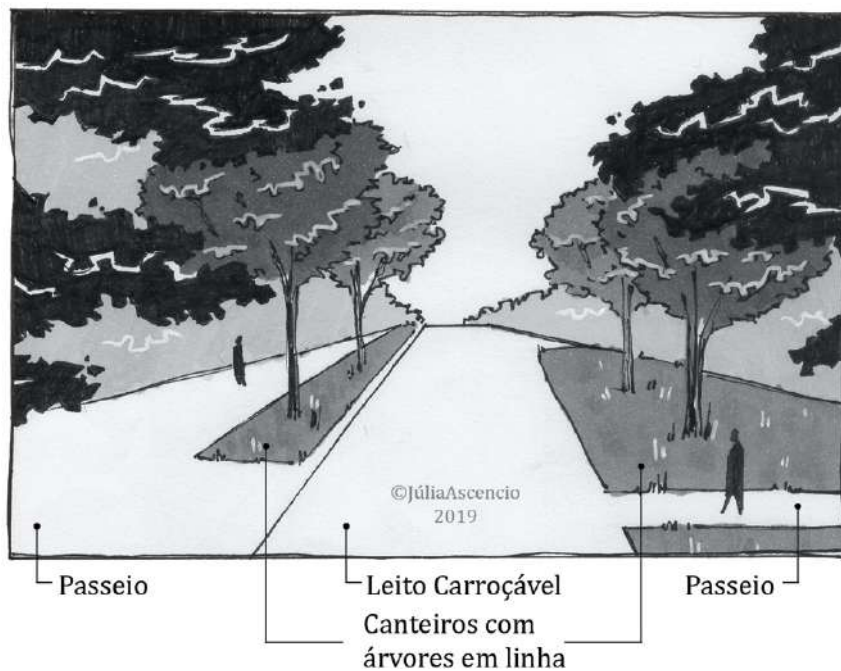 ©JúliaAscencio
2019
Passeio
Leito Carroçável
Passeio
Canteiros com
árvores em linha